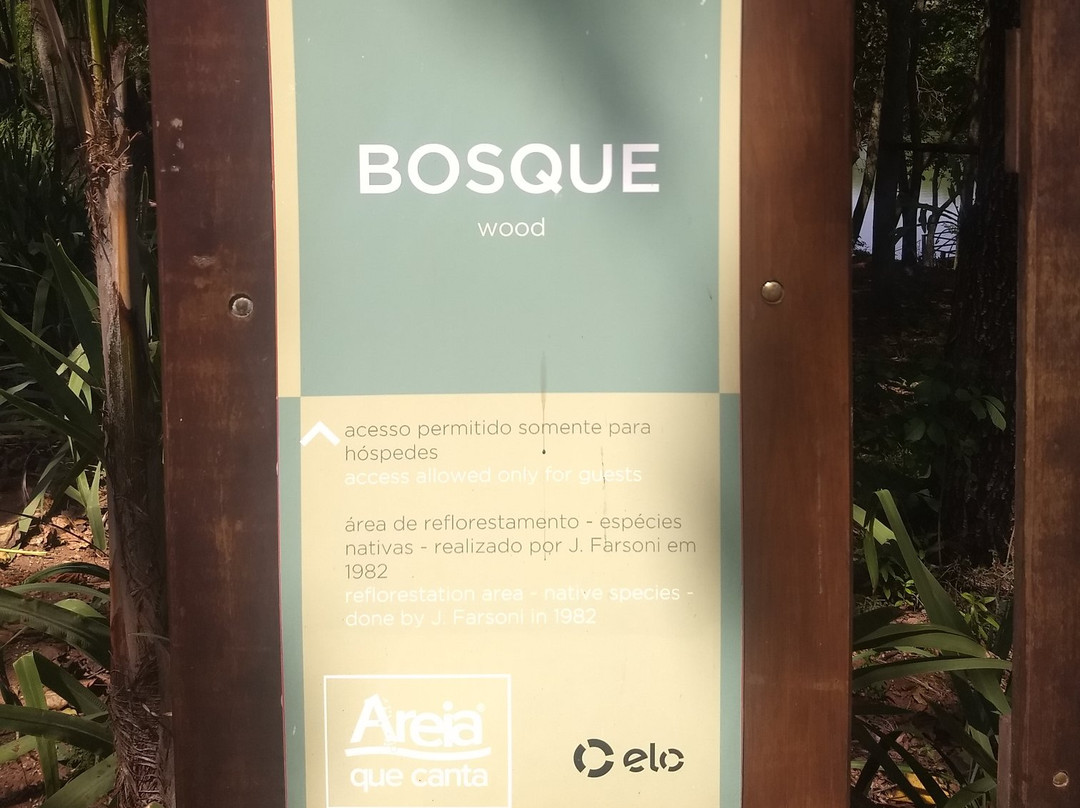 BOSQUE
wood
acesso permitido somente para
hóspedes
access allowed only for guests
área de reflorestamento - espécies
nativas - realizado por J. Farsoni em
1982
reflorestation area - native species -
done by J. Farsoni in 1982
Areia
que canta
elo